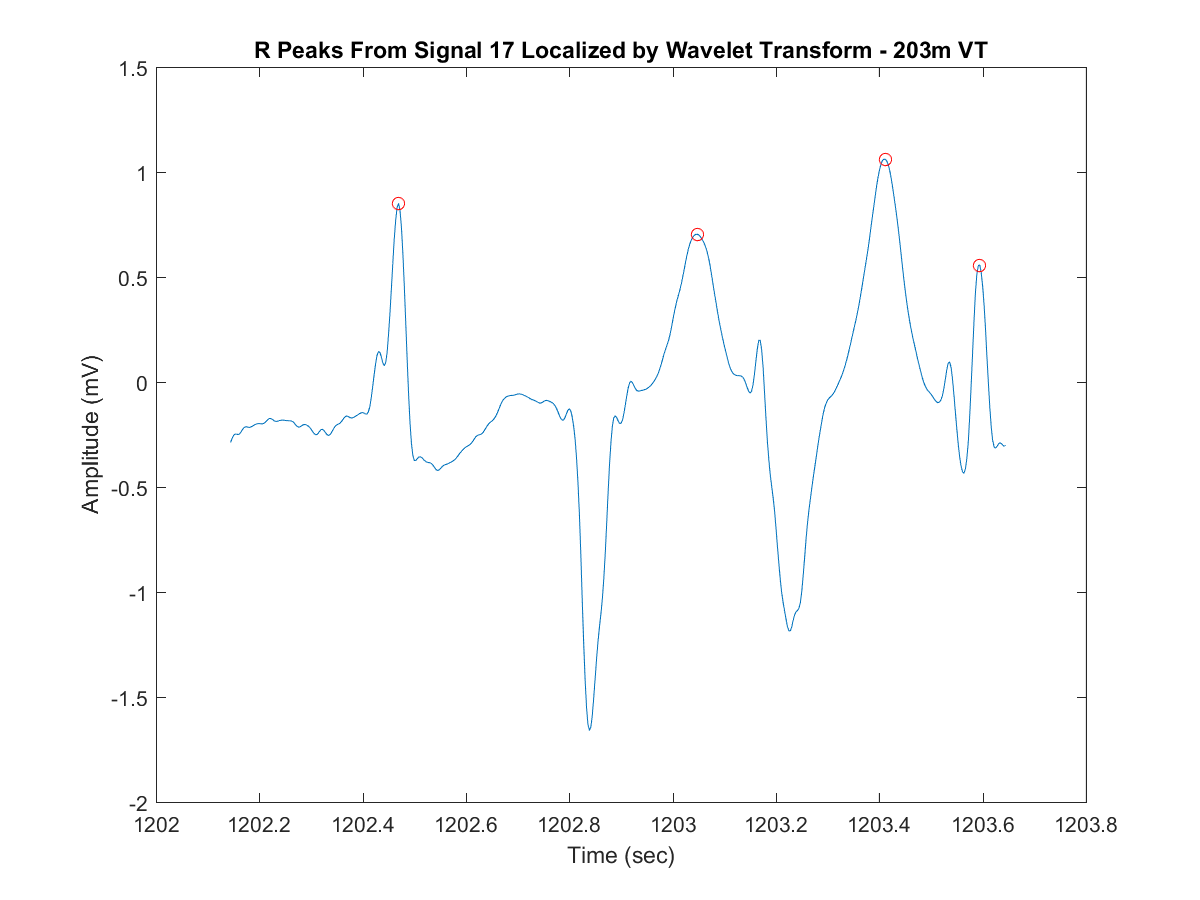 R Peaks From Signal 17 Localized by Wavelet Transform - 203m VT
Amplitude (mV)
1.5
1
0.5
0
-0.5
-1
-1.5
-2
1202 1202.2 1202.4 1202.6 1202.8 1203 1203.2 1203.4 1203.6 1203.8
Time (sec)